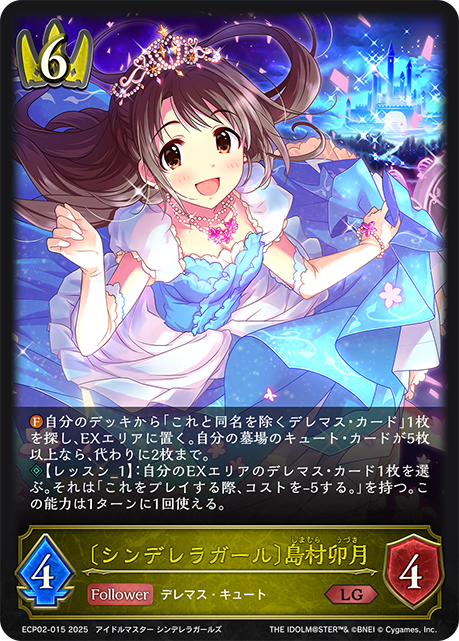 6
F自分のデッキから「これと同名を除くデレマス・カード」1枚
を探し、EXエリアに置く。自分の墓場のキュート・カードが5枚
以上なら、代わりに2枚まで。
【レッスン_1】:自分のEXエリアのデレマス・カード1枚を選
ぶ。それは「これをプレイする際、コストを-5する。」を持つ。こ
の能力は1ターンに1回使える。
しまむら うづき
〔シンデレラガール〕島村卯月
4
Follower デレマス・キュート LG
4
ECP02-015 2025 アイドルマスター シンデレラガールズ THE IDOLM@STER™& ©BNEI © Cygames, Inc.